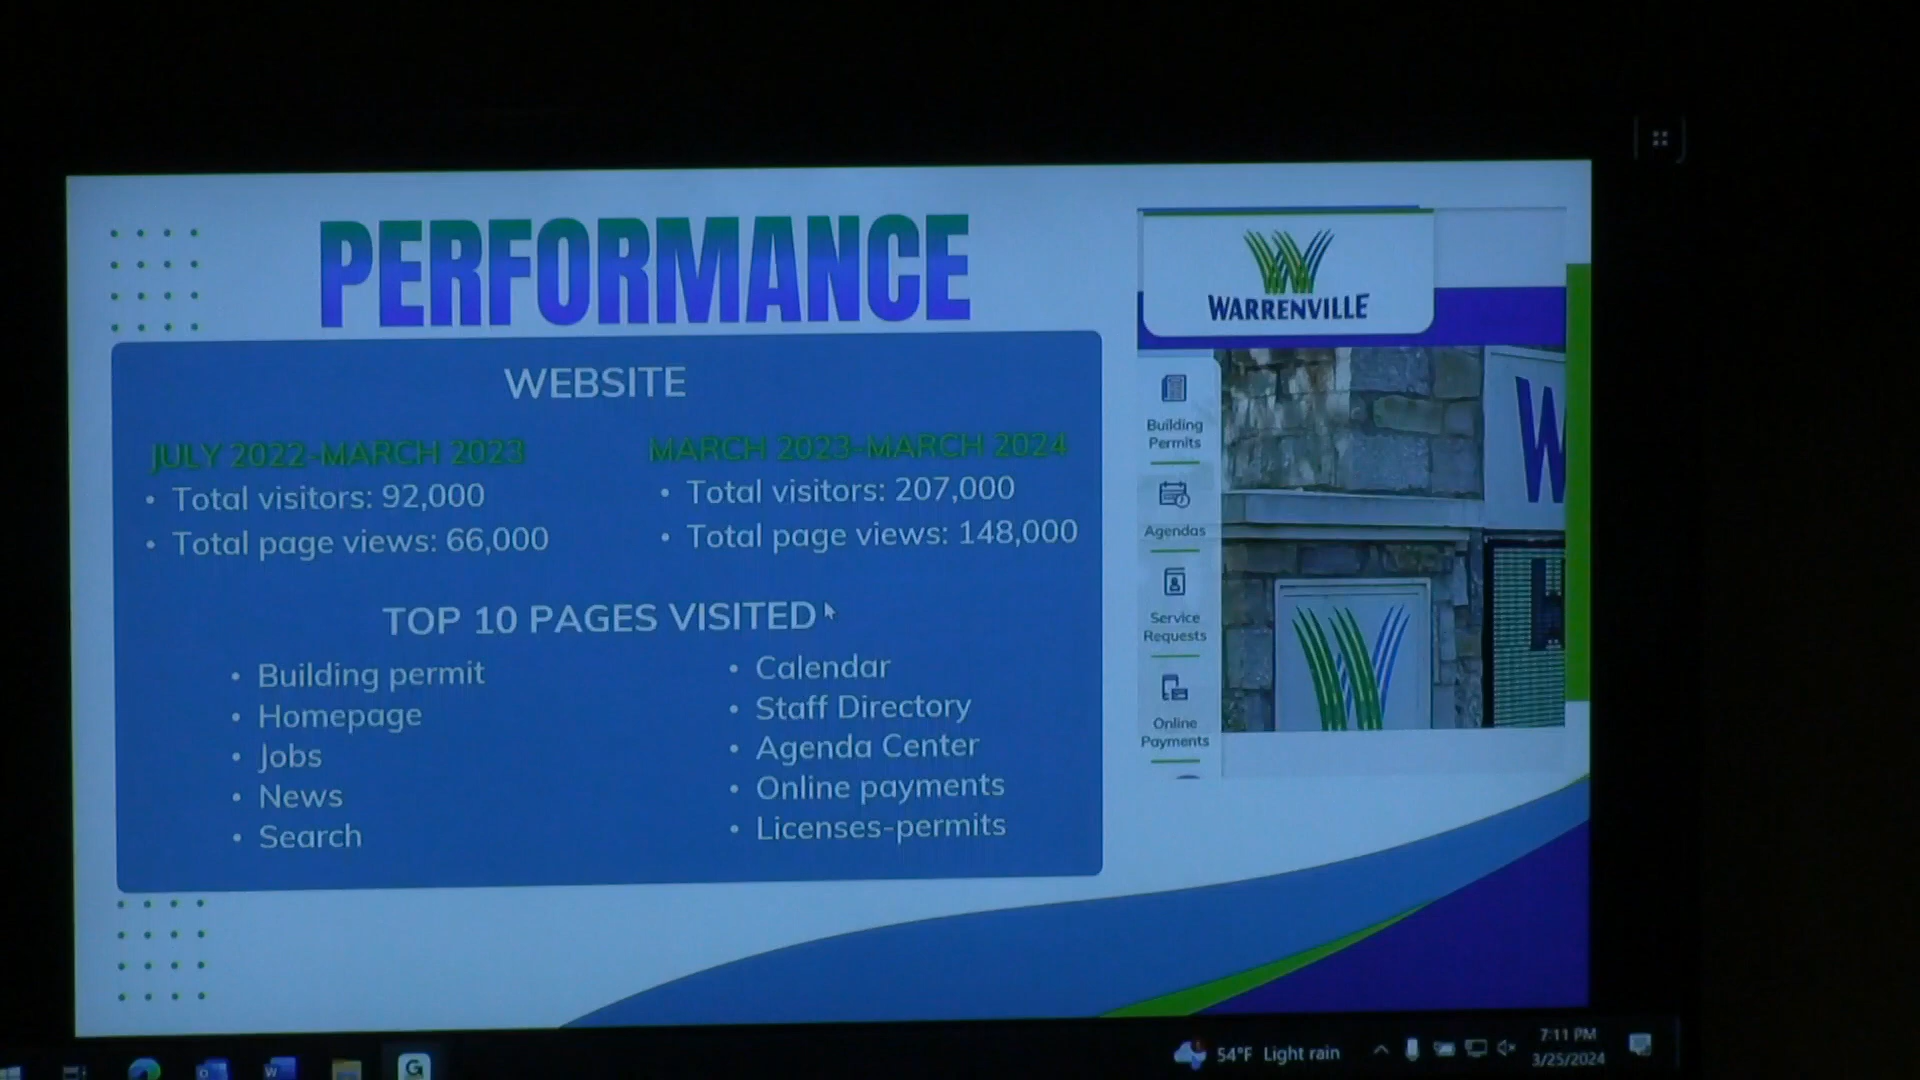 PERFORMANCE
WEBSITE
JULY 2022-MARCH 2023
• Total visitors: 92,000
• Total page views: 66,000
MARCH 2023-MARCH 2024
• Total visitors: 207,000
• Total page views: 148,000
TOP 10 PAGES VISITED
• Building permit
• Homepage
• Jobs
• News
• Search
• Calendar
• Staff Directory
• Agenda Center
• Online payments
• Licenses-permits
WARRENVILLE
Building
Permits
Agendas
Service
Requests
Online
Payments
W
54°F Light rain
7:11 PM
3/25/2024